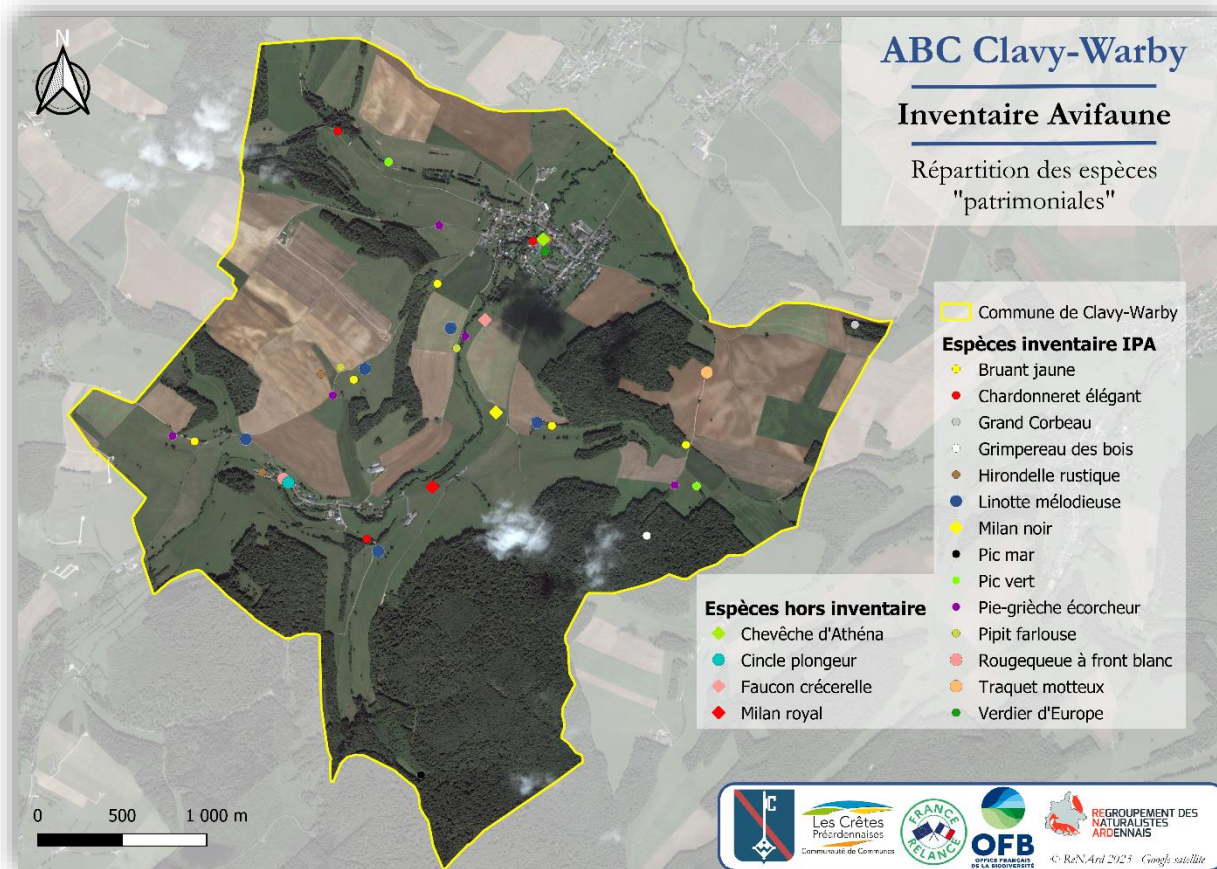 N
ABC Clavy-Warby
Inventaire Avifaune
Répartition des espèces
"patrimoniales"
Commune de Clavy-Warby
Espèces inventaire IPA
Bruant jaune
Chardonneret élégant
Grand Corbeau
Grimpereau des bois
Hirondelle rustique
Linotte mélodieuse
Milan noir
Pic mar
Pic vert
Pie-grièche écorcheur
Pipit farlouse
Rougequeue à front blanc
Traquet motteux
Verdier d'Europe
Espèces hors inventaire
Chevêche d'Athéna
Cincle plongeur
Faucon crécerelle
Milan royal
0 500 1 000 m
C
Les Crêtes
Préardennaises
Communauté de Communes
FRANCE
RELANCE
OFB
OFFICE FRANÇAIS
DE LA BIODIVERSITÉ
REGROUPEMENT DES
NATURALISTES
ARDENNAIS
© ReNArd 2023 - Google satellite